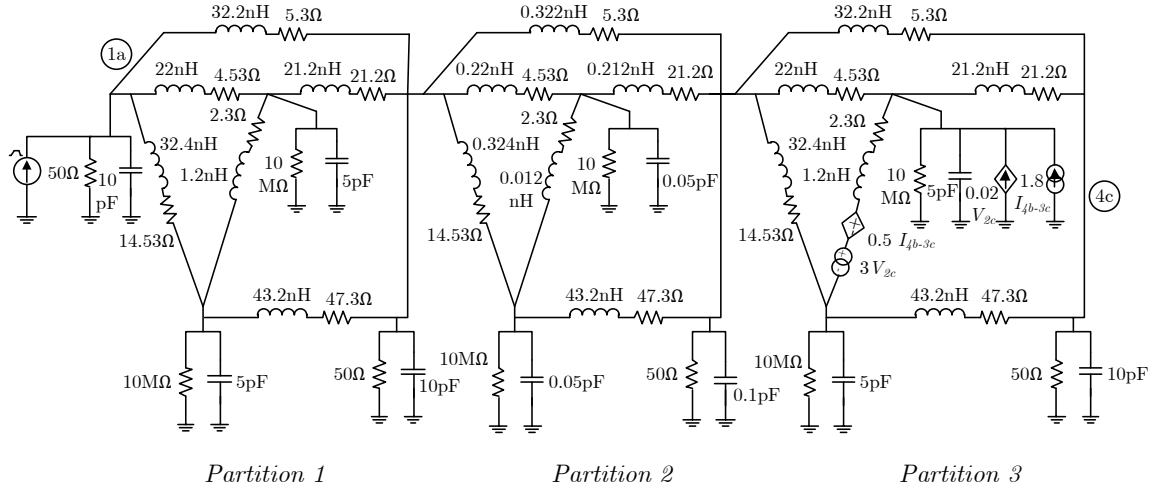 32.2nH 5.3Ω
0.322nH 5.3Ω
32.2nH 5.3Ω
1a
22nH 4.53Ω 21.2nH 21.2Ω
0.22nH 4.53Ω 0.212nH 21.2Ω
22nH 4.53Ω 21.2nH 21.2Ω
2.3Ω
2.3Ω
2.3Ω
32.4nH
0.324nH
32.4nH
50Ω
10 pF
1.2nH
10 MΩ
5pF
0.012 nH
10 MΩ
0.05pF
1.2nH
10 MΩ
5pF
0.02 V2c
1.8 I4b-3c
4c
14.53Ω
14.53Ω
14.53Ω
0.5 I4b-3c
3V2c
43.2nH 47.3Ω
43.2nH 47.3Ω
43.2nH 47.3Ω
10MΩ
5pF
50Ω
10pF
10MΩ
0.05pF
50Ω
0.1pF
10MΩ
5pF
50Ω
10pF
Partition 1
Partition 2
Partition 3